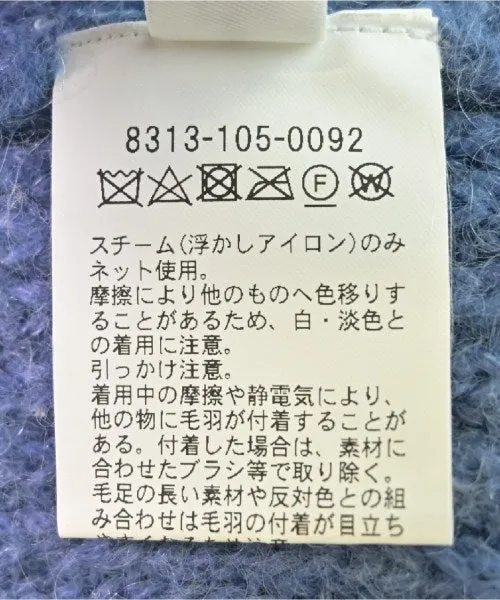 8313-105-0092
F W
スチーム(浮かしアイロン)のみ
ネット使用。
摩擦により他のものへ色移りす
ることがあるため、白・淡色と
の着用に注意。
引っかけ注意。
着用中の摩擦や静電気により、
他の物に毛羽が付着することが
ある。付着した場合は、素材に
合わせたブラシ等で取り除く。
毛足の長い素材や反対色との組
み合わせは毛羽の付着が目立ち